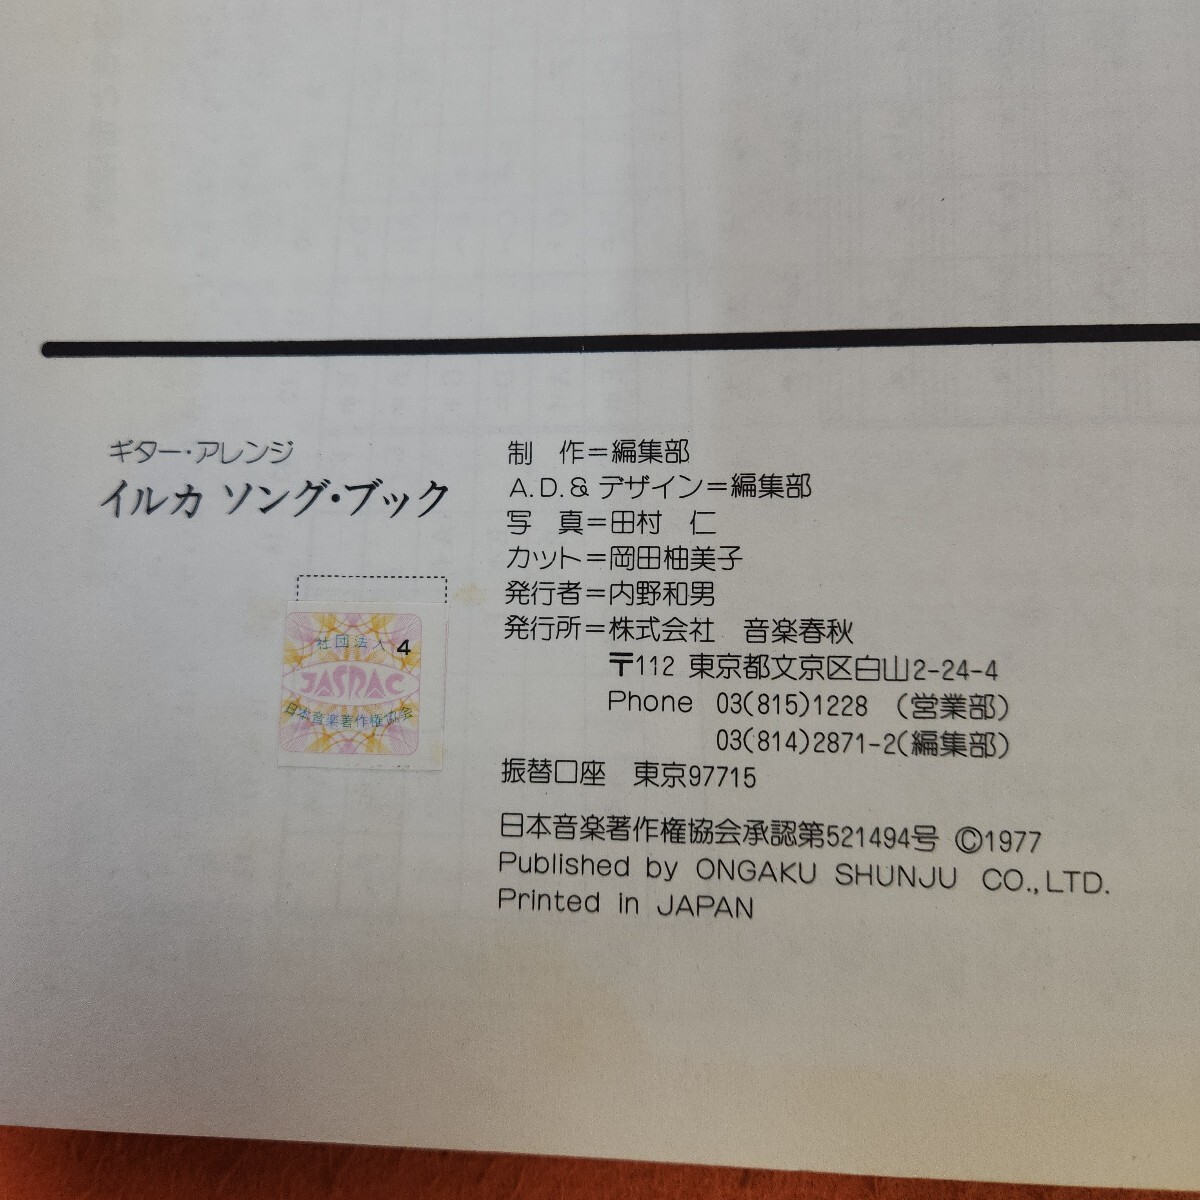 ギター・アレンジ
イルカ ソング・ブック
社団法人 4
JASRAC
日本音楽著作権協会
制　作＝編集部
A.D.& デザイン＝編集部
写　真＝田村　仁
カット＝岡田柚美子
発行者＝内野和男
発行所＝株式会社　音楽春秋
〒112 東京都文京区白山2-24-4
Phone 03(815)1228 (営業部)
03(814)2871-2(編集部)
振替口座　東京97715
日本音楽著作権協会承認第521494号 ©1977
Published by ONGAKU SHUNJU CO.,LTD.
Printed in JAPAN